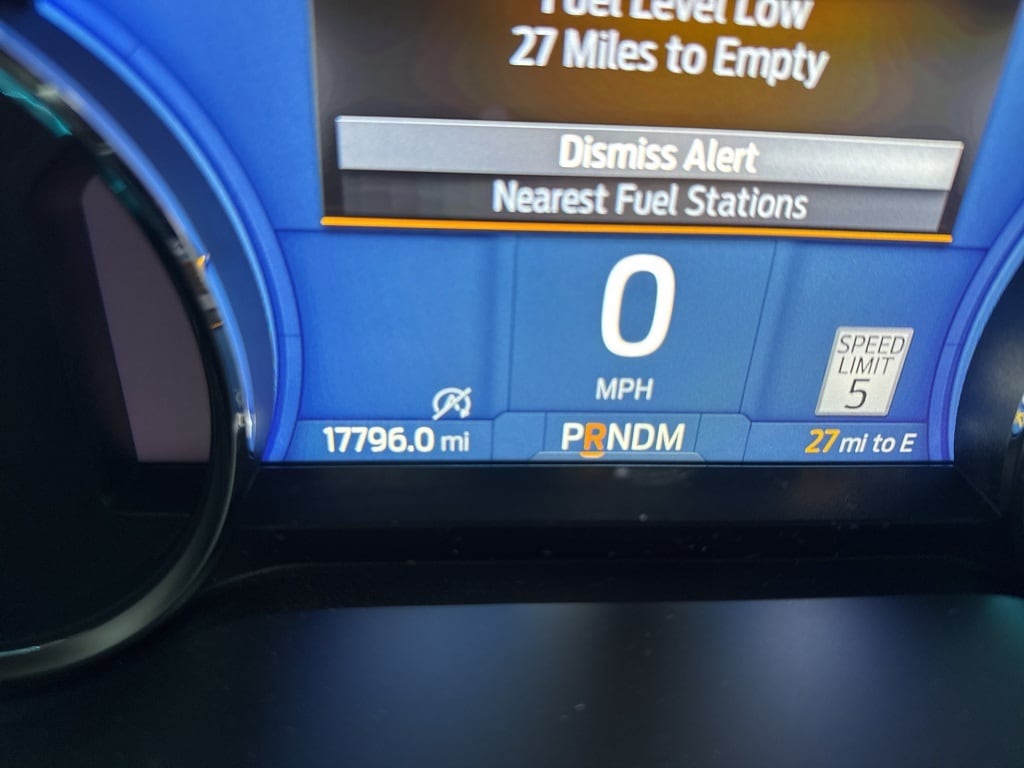 Fuel Level Low
27 Miles to Empty
Dismiss Alert
Nearest Fuel Stations
0
MPH
SPEED
LIMIT
5
17796.0 mi
PRNDM
27 mi to E